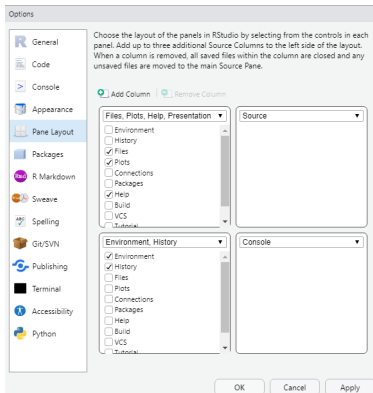 Options
General
Code
Console
Appearance
Pane Layout
Packages
R Markdown
Sweave
Spelling
Git/SVN
Publishing
Terminal
Accessibility
Python
Choose the layout of the panels in RStudio by selecting from the controls in each
panel. Add up to three additional Source Columns to the left side of the layout.
When a column is removed, all saved files within the column are closed and any
unsaved files are moved to the main Source Pane.
Add Column Remove Column
Files, Plots, Help, Presentation
Environment
History
Files
Plots
Connections
Packages
Help
Build
VCS
Tutorial
Source
Environment, History
Environment
History
Files
Plots
Connections
Packages
Help
Build
VCS
Tutorial
Console
OK Cancel Apply